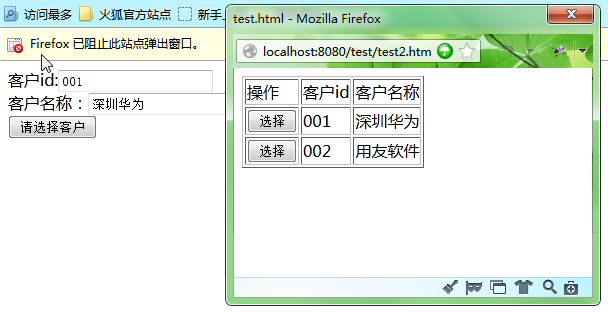 访问最多 火狐官方站点 新手上
Firefox 已阻止此站点弹出窗口。
客户id: 001
客户名称： 深圳华为
请选择客户
test.html - Mozilla Firefox
localhost:8080/test/test2.htm
操作 客户id 客户名称
选择 001 深圳华为
选择 002 用友软件